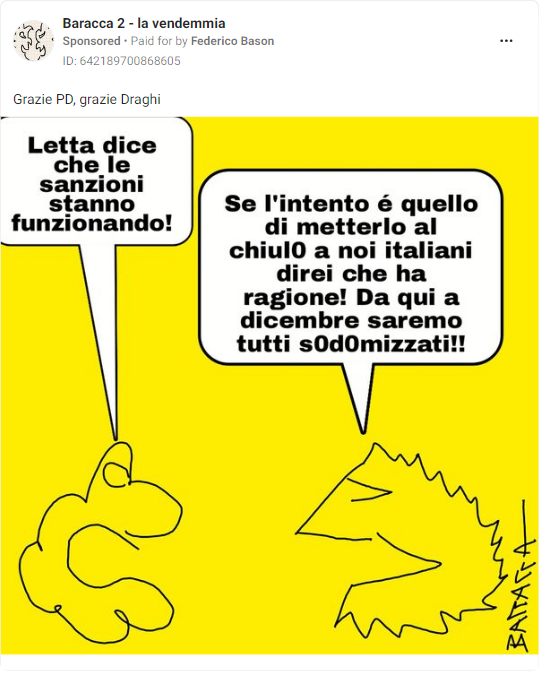 Baracca 2 - la vendemmia
Sponsored • Paid for by Federico Bason
ID: 642189700868605
Grazie PD, grazie Draghi
Letta dice
che le
sanzioni
stanno
funzionando!
Se l'intento é quello
di metterlo al
chiul0 a noi italiani
direi che ha
ragione! Da qui a
dicembre saremo
tutti s0d0mizzati!!